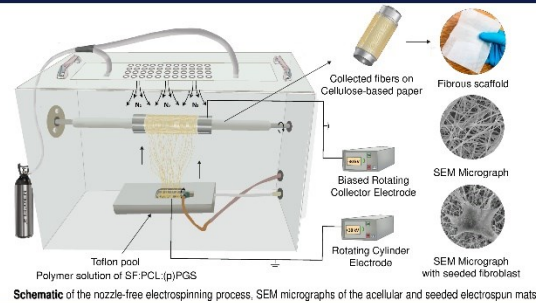 N₂ N₂ N₂
Collected fibers on
Cellulose-based paper
Fibrous scaffold
SEM Micrograph
Biased Rotating
Collector Electrode
Rotating Cylinder
Electrode
SEM Micrograph
with seeded fibroblast
Teflon pool
Polymer solution of SF:PCL:(p)PGS
Schematic of the nozzle-free electrospinning process, SEM micrographs of the acellular and seeded electrospun mats